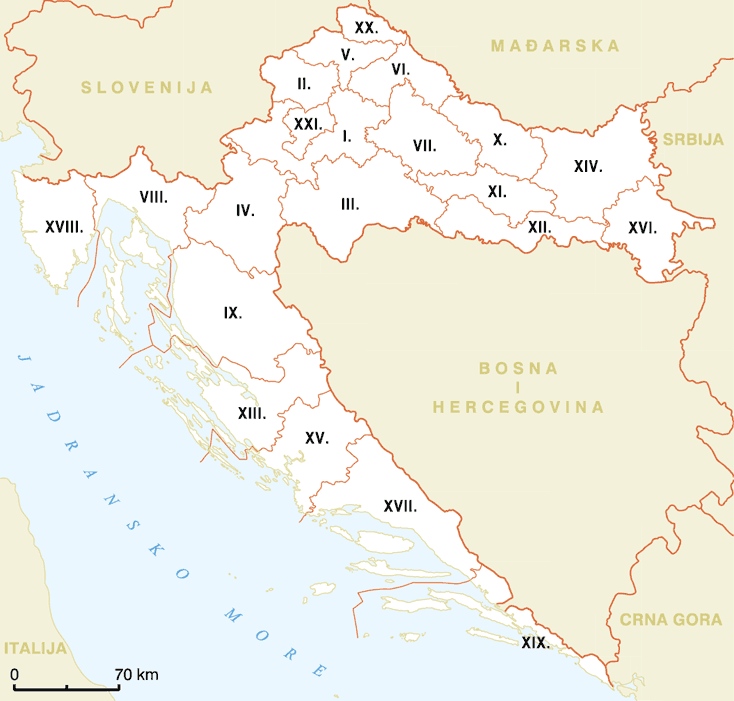 XX.
MAĐARSKA
V.
VI.
SLOVENIJA
II.
XXI.
I.
VII.
X.
SRBIJA
XIV.
XI.
VIII.
IV.
III.
XVIII.
XII.
XVI.
IX.
JADRANSKO MORE
BOSNA
I
HERCEGOVINA
XIII.
XV.
XVII.
CRNA GORA
XIX.
ITALIJA
0 70 km